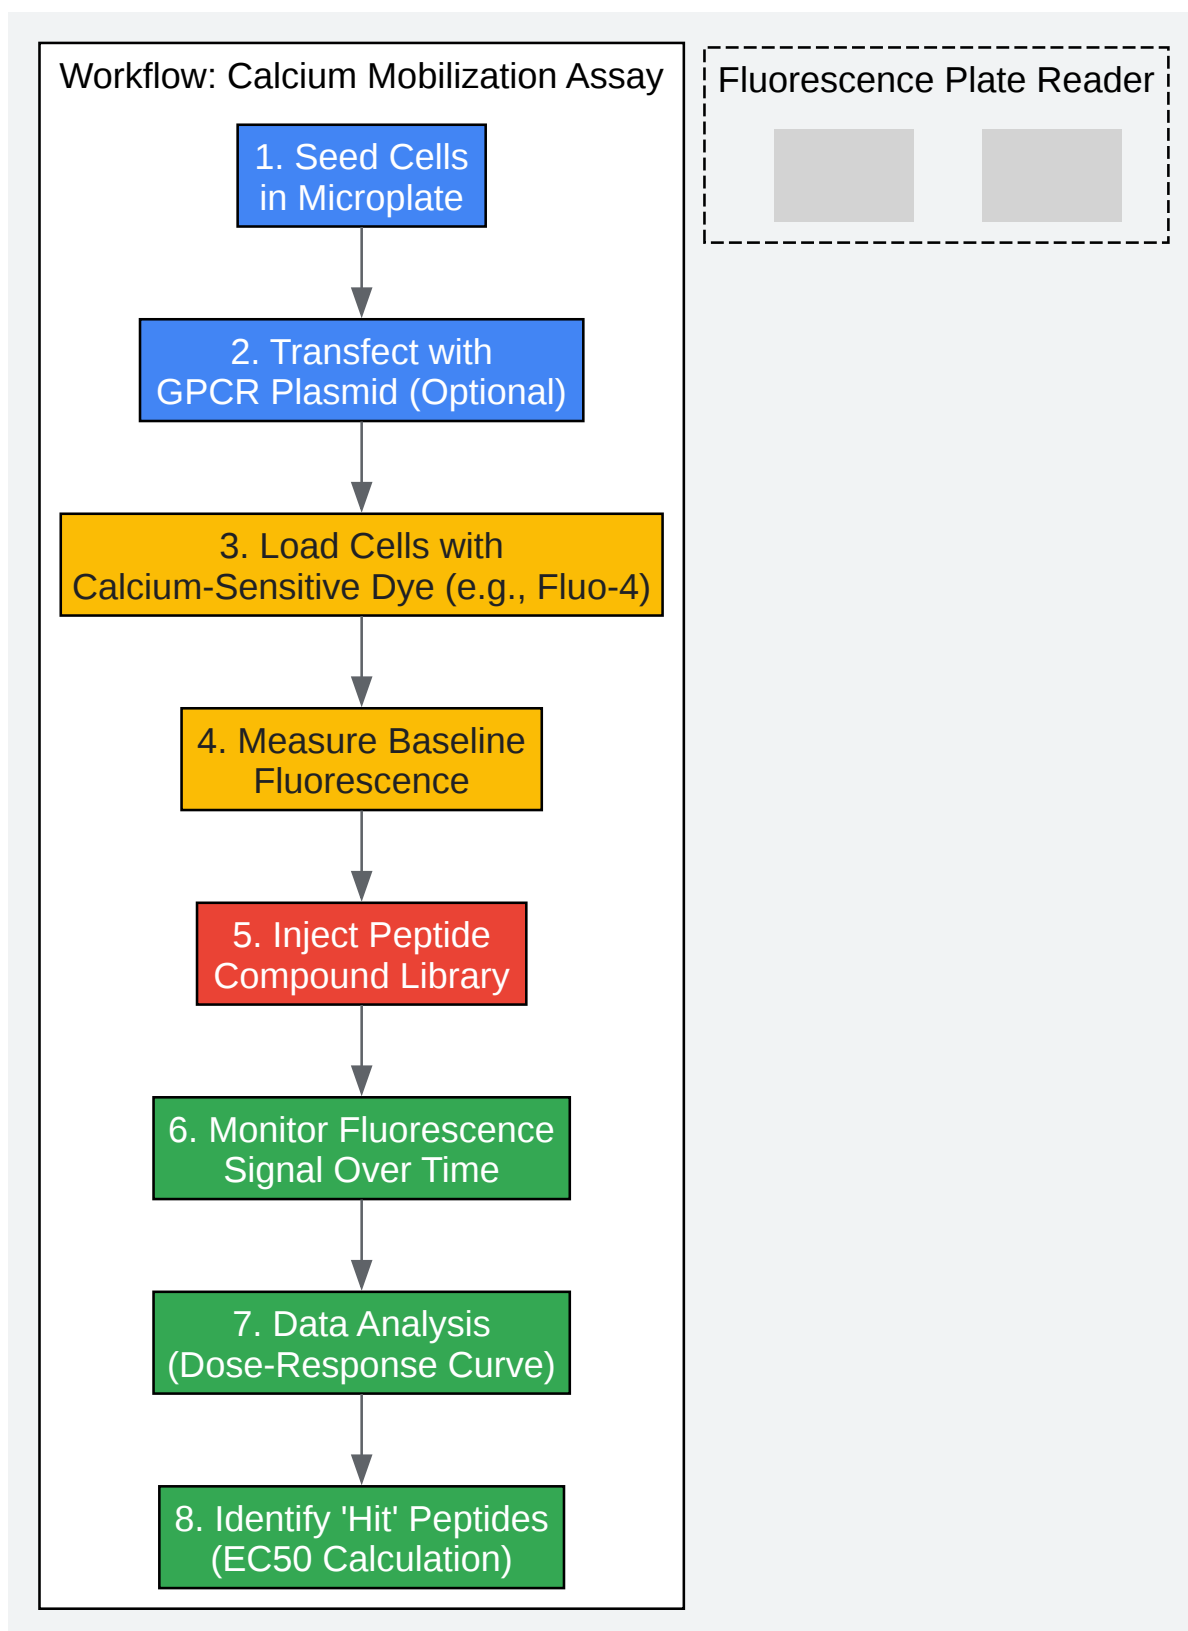 Workflow: Calcium Mobilization Assay
1. Seed Cells
in Microplate
2. Transfect with
GPCR Plasmid (Optional)
3. Load Cells with
Calcium-Sensitive Dye (e.g., Fluo-4)
4. Measure Baseline
Fluorescence
5. Inject Peptide
Compound Library
6. Monitor Fluorescence
Signal Over Time
7. Data Analysis
(Dose-Response Curve)
8. Identify 'Hit' Peptides
(EC50 Calculation)
Fluorescence Plate Reader